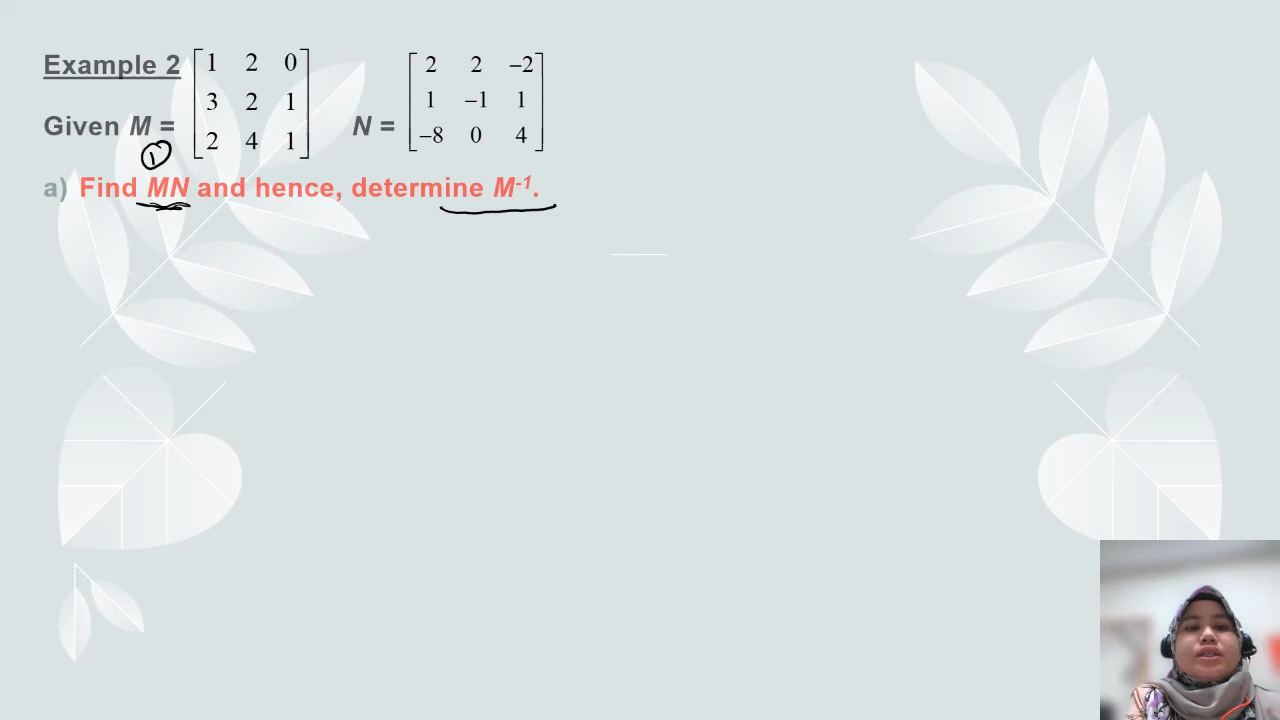 Example 2
Given M = [1 2 0; 3 2 1; 2 4 1] N = [2 2 −2; 1 −1 1; −8 0 4]
①
a) Find MN and hence, determine M⁻¹.